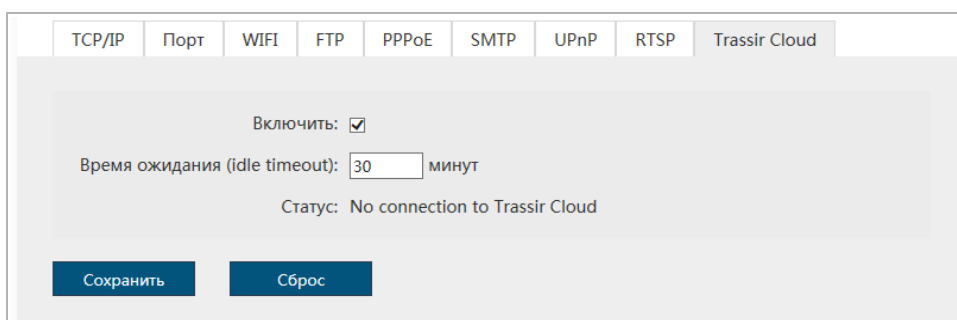 TCP/IP Порт WIFI FTP PPPoE SMTP UPnP RTSP Trassir Cloud
Включить:
Время ожидания (idle timeout): 30 минут
Статус: No connection to Trassir Cloud
Сохранить Сброс